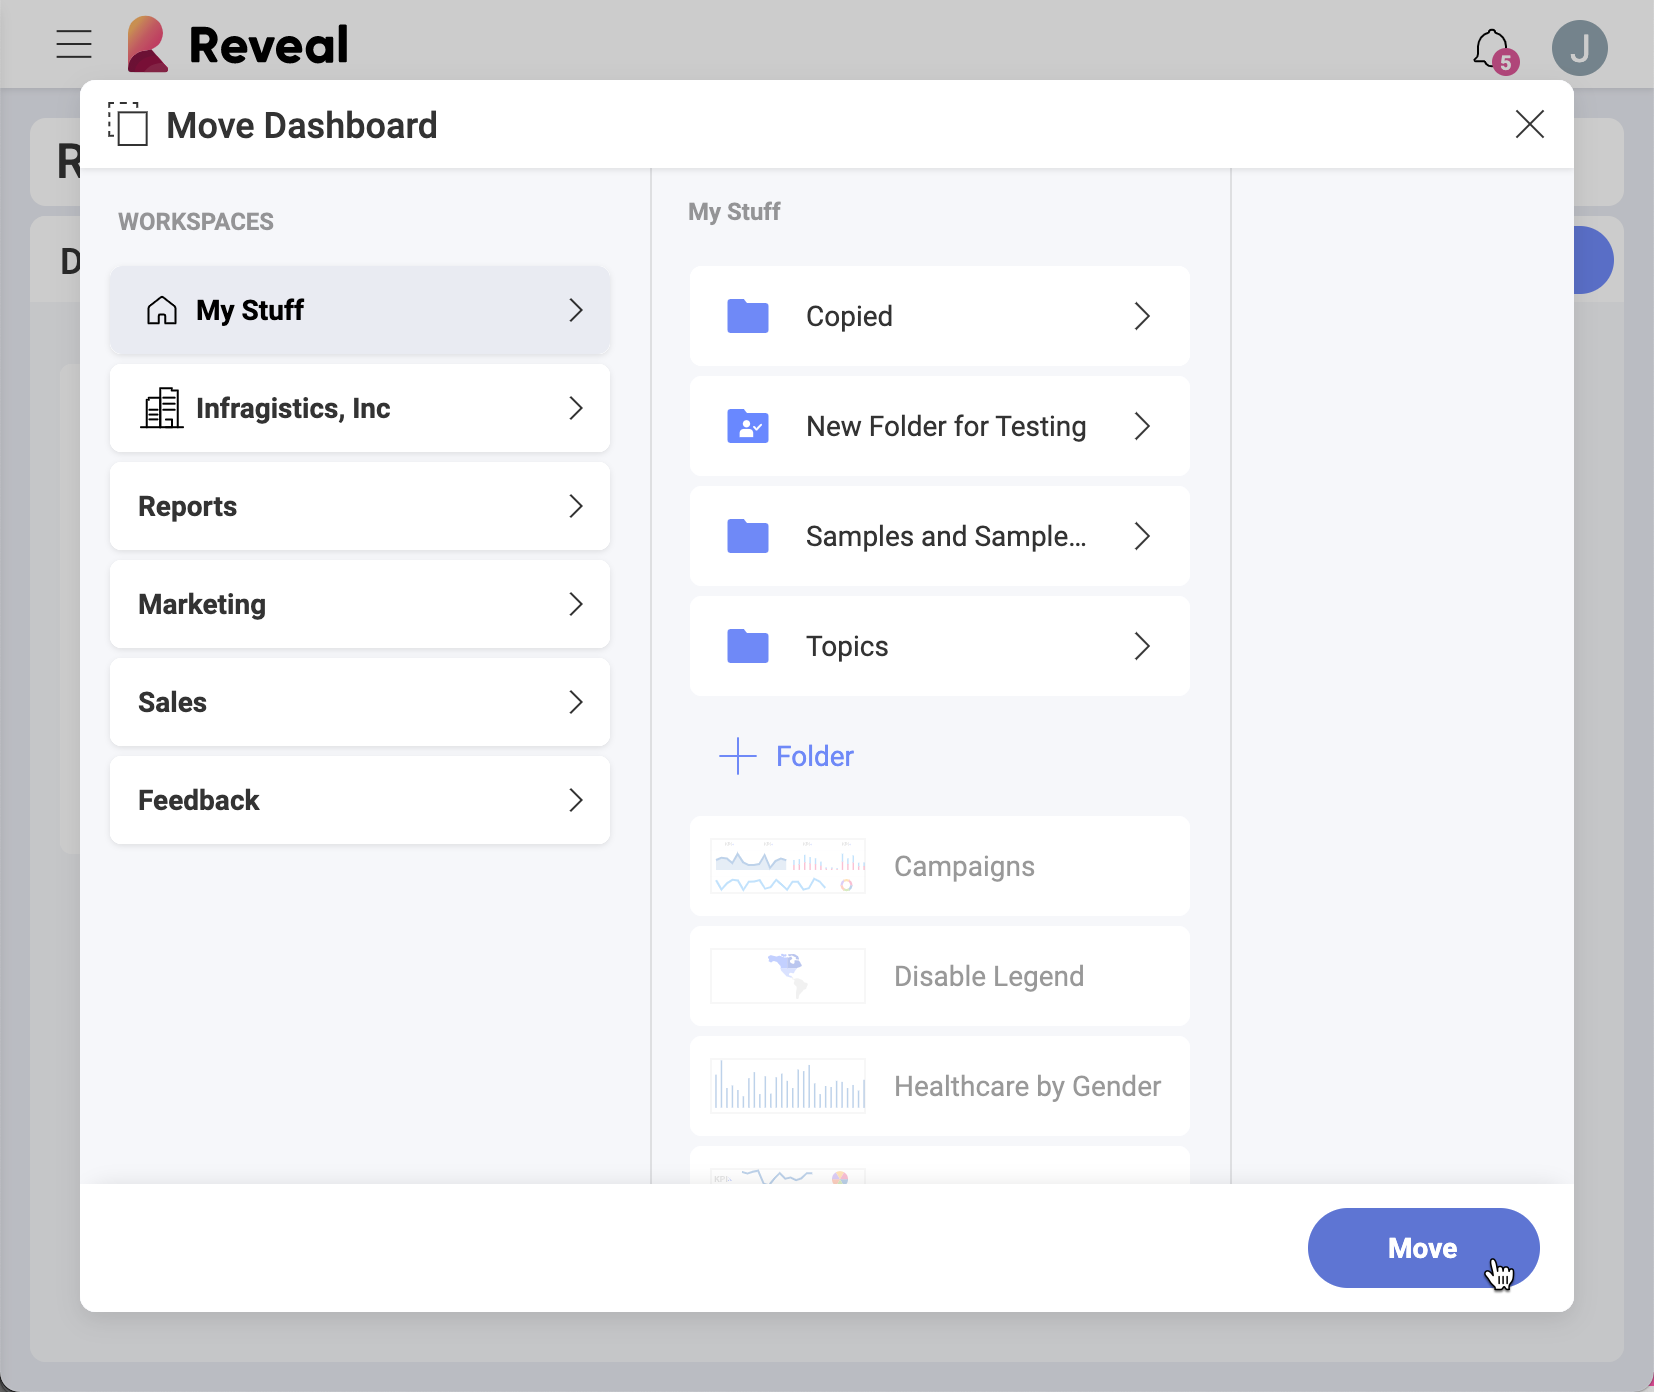 Reveal
5
J
R
D
Move Dashboard
WORKSPACES
My Stuff
Infragistics, Inc
Reports
Marketing
Sales
Feedback
My Stuff
Copied
New Folder for Testing
Samples and Sample...
Topics
Folder
Campaigns
Disable Legend
Healthcare by Gender
Move